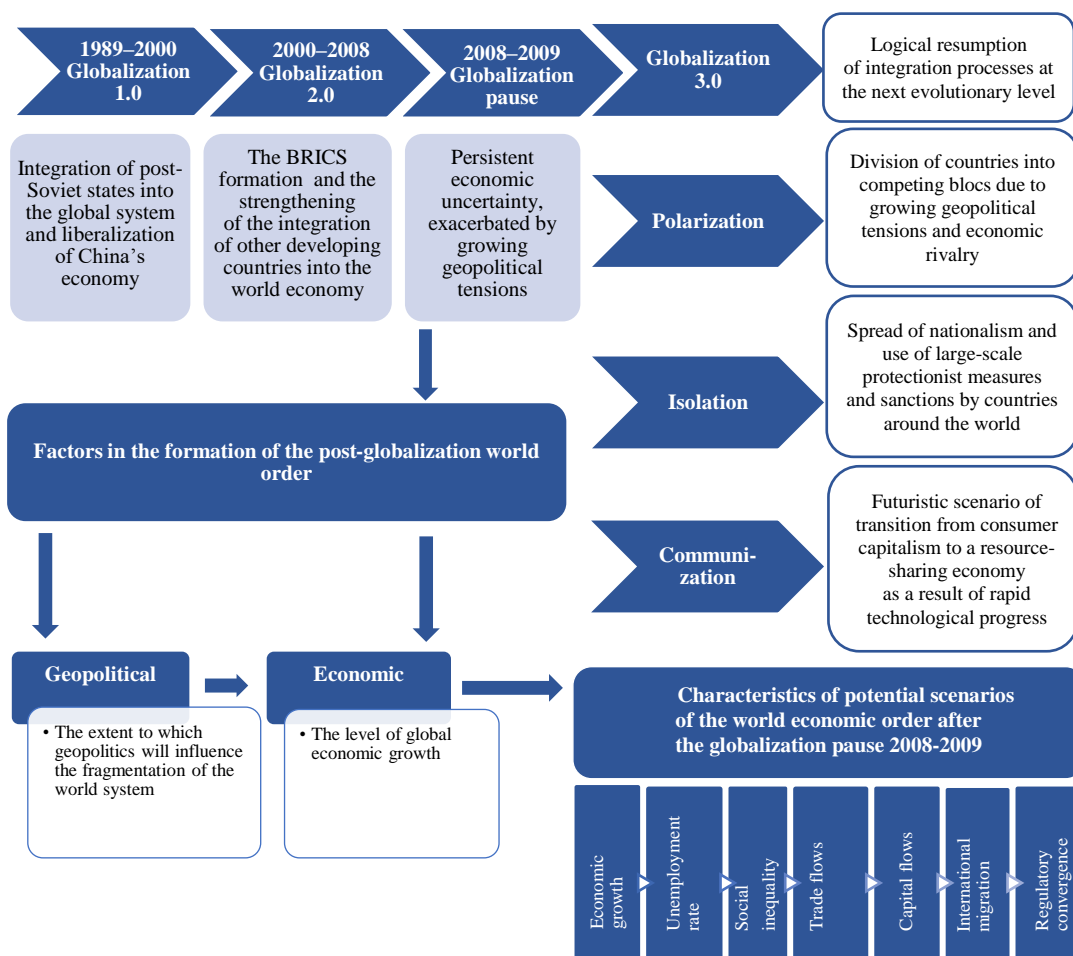 1989–2000
Globalization
1.0
2000–2008
Globalization
2.0
2008–2009
Globalization
pause
Globalization
3.0
Logical resumption
of integration processes at
the next evolutionary level
Integration of post-
Soviet states into
the global system
and liberalization
of China’s
economy
The BRICS
formation and the
strengthening
of the integration
of other developing
countries into the
world economy
Persistent
economic
uncertainty,
exacerbated by
growing
geopolitical
tensions
Polarization
Division of countries into
competing blocs due to
growing geopolitical
tensions and economic
rivalry
Isolation
Spread of nationalism and
use of large-scale
protectionist measures
and sanctions by countries
around the world
Factors in the formation of the post-globalization world
order
Communi-
zation
Futuristic scenario of
transition from consumer
capitalism to a resource-
sharing economy
as a result of rapid
technological progress
Geopolitical
• The extent to which
geopolitics will influence
the fragmentation of the
world system
Economic
• The level of global
economic growth
Characteristics of potential scenarios
of the world economic order after
the globalization pause 2008-2009
Economic
growth
Unemployment
rate
Social
inequality
Trade flows
Capital flows
International
migration
Regulatory
convergence